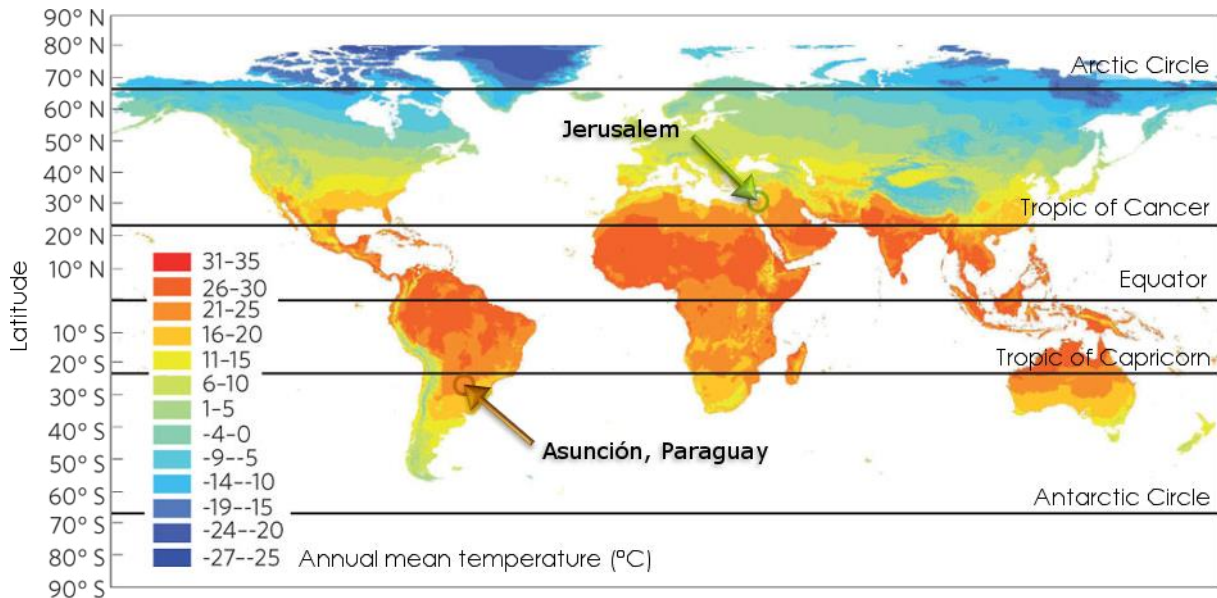 90° N
80° N
70° N
60° N
50° N
40° N
30° N
20° N
10° N
10° S
20° S
30° S
40° S
50° S
60° S
70° S
80° S
90° S
Latitude
Arctic Circle
Jerusalem
Tropic of Cancer
Equator
Tropic of Capricorn
Asunción, Paraguay
Antarctic Circle
31–35
26–30
21–25
16–20
11–15
6–10
1–5
-4–0
-9–-5
-14–-10
-19–-15
-24–-20
-27–-25
Annual mean temperature (°C)